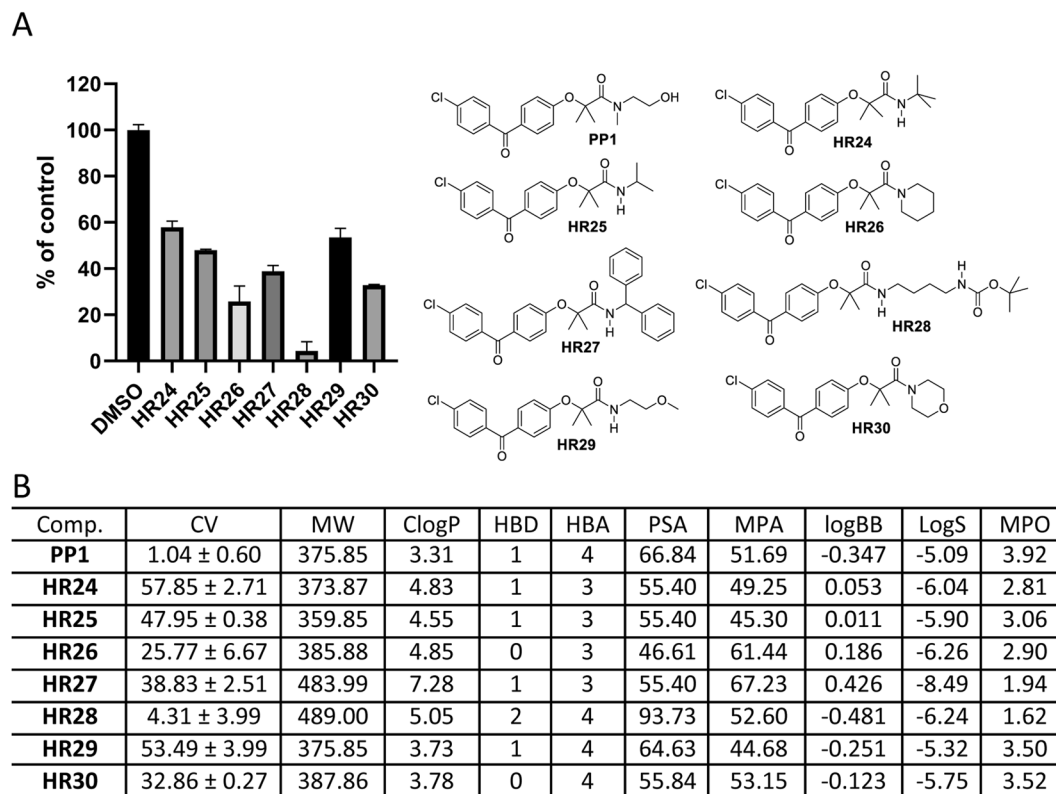 A
% of control
120
100
80
60
40
20
0
DMSO
HR24
HR25
HR26
HR27
HR28
HR29
HR30
Cl
O
O
O
N
OH
PP1
Cl
O
O
O
N
H
HR24
Cl
O
O
O
N
H
HR25
Cl
O
O
O
N
HR26
Cl
O
O
O
N
H
HR27
Cl
O
O
O
N
H
H
N
O
O
HR28
Cl
O
O
O
N
H
O
HR29
Cl
O
O
O
N
O
HR30
B
Comp. CV MW ClogP HBD HBA PSA MPA logBB LogS MPO
PP1 1.04 ± 0.60 375.85 3.31 1 4 66.84 51.69 -0.347 -5.09 3.92
HR24 57.85 ± 2.71 373.87 4.83 1 3 55.40 49.25 0.053 -6.04 2.81
HR25 47.95 ± 0.38 359.85 4.55 1 3 55.40 45.30 0.011 -5.90 3.06
HR26 25.77 ± 6.67 385.88 4.85 0 3 46.61 61.44 0.186 -6.26 2.90
HR27 38.83 ± 2.51 483.99 7.28 1 3 55.40 67.23 0.426 -8.49 1.94
HR28 4.31 ± 3.99 489.00 5.05 2 4 93.73 52.60 -0.481 -6.24 1.62
HR29 53.49 ± 3.99 375.85 3.73 1 4 64.63 44.68 -0.251 -5.32 3.50
HR30 32.86 ± 0.27 387.86 3.78 0 4 55.84 53.15 -0.123 -5.75 3.52